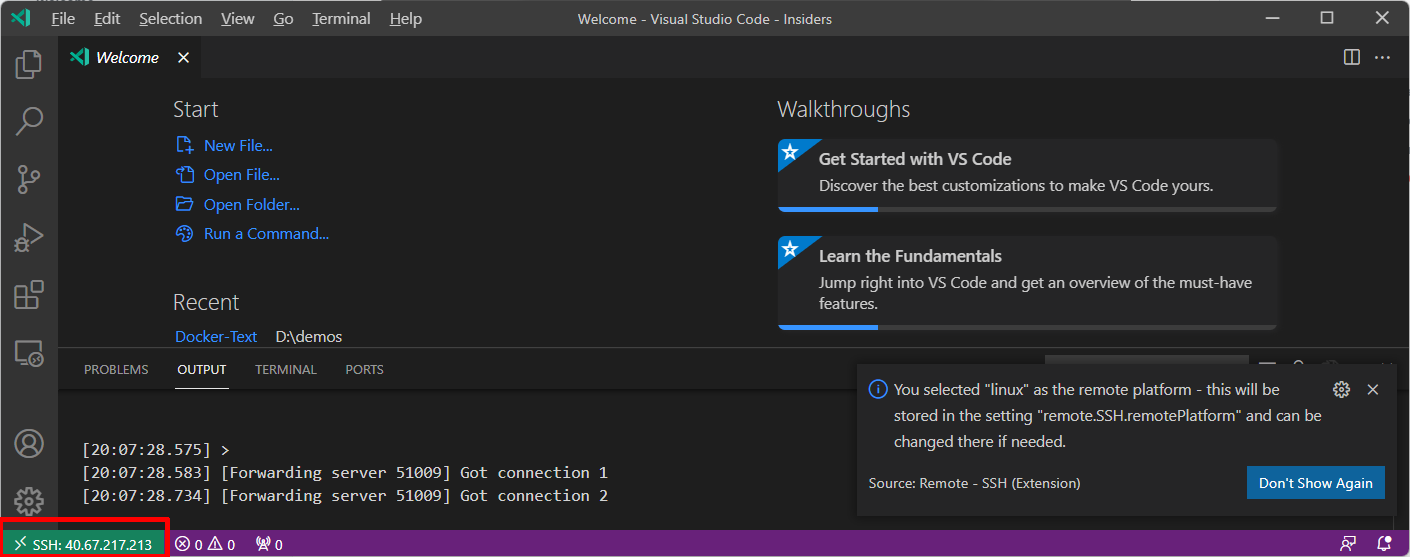 File Edit Selection View Go Terminal Help
Welcome - Visual Studio Code - Insiders
Welcome
Start
New File...
Open File...
Open Folder...
Run a Command...
Recent
Docker-Text D:\demos
Walkthroughs
Get Started with VS Code
Discover the best customizations to make VS Code yours.
Learn the Fundamentals
Jump right into VS Code and get an overview of the must-have
features.
PROBLEMS OUTPUT TERMINAL PORTS
[20:07:28.575] >
[20:07:28.583] [Forwarding server 51009] Got connection 1
[20:07:28.734] [Forwarding server 51009] Got connection 2
You selected "linux" as the remote platform - this will be
stored in the setting "remote.SSH.remotePlatform" and can be
changed there if needed.
Source: Remote - SSH (Extension)
Don't Show Again
SSH: 40.67.217.213 0 0 0